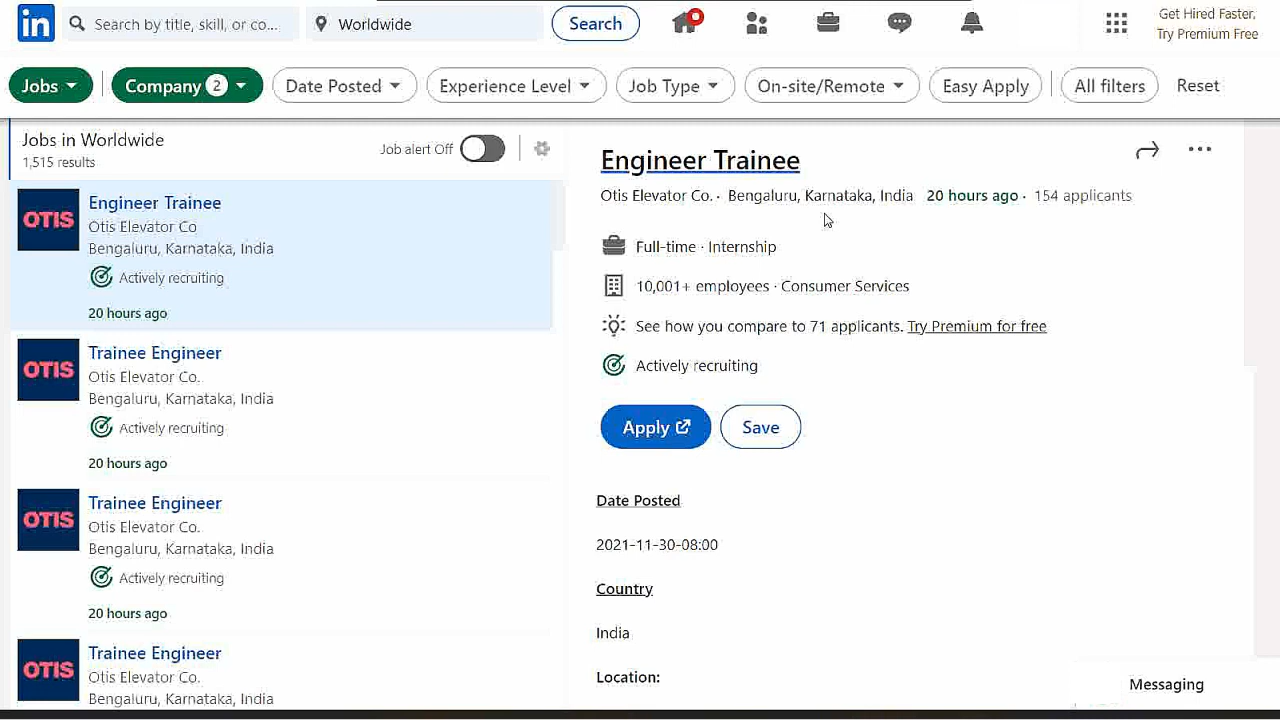 in
Search by title, skill, or co
Worldwide
Search
Get Hired Faster,
Try Premium Free
Jobs
Company 2
Date Posted
Experience Level
Job Type
On-site/Remote
Easy Apply
All filters
Reset
Jobs in Worldwide
1,515 results
Job alert Off
OTIS
Engineer Trainee
Otis Elevator Co
Bengaluru, Karnataka, India
Actively recruiting
20 hours ago
OTIS
Trainee Engineer
Otis Elevator Co.
Bengaluru, Karnataka, India
Actively recruiting
20 hours ago
OTIS
Trainee Engineer
Otis Elevator Co.
Bengaluru, Karnataka, India
Actively recruiting
20 hours ago
OTIS
Trainee Engineer
Otis Elevator Co.
Bengaluru, Karnataka, India
Engineer Trainee
Otis Elevator Co. · Bengaluru, Karnataka, India 20 hours ago · 154 applicants
Full-time · Internship
10,001+ employees · Consumer Services
See how you compare to 71 applicants. Try Premium for free
Actively recruiting
Apply
Save
Date Posted
2021-11-30-08:00
Country
India
Location:
Messaging